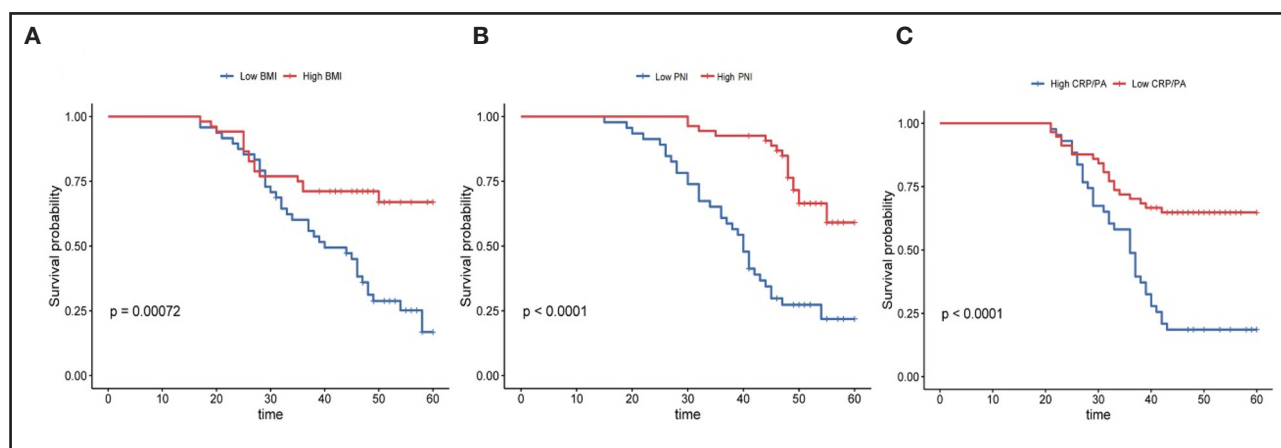 A
Low BMI High BMI
1.00
0.75
0.50
0.25
0.00
Survival probability
p = 0.00072
0 10 20 30 40 50 60
time
B
Low PNI High PNI
1.00
0.75
0.50
0.25
0.00
Survival probability
p < 0.0001
0 10 20 30 40 50 60
time
C
High CRP/PA Low CRP/PA
1.00
0.75
0.50
0.25
0.00
Survival probability
p < 0.0001
0 10 20 30 40 50 60
time